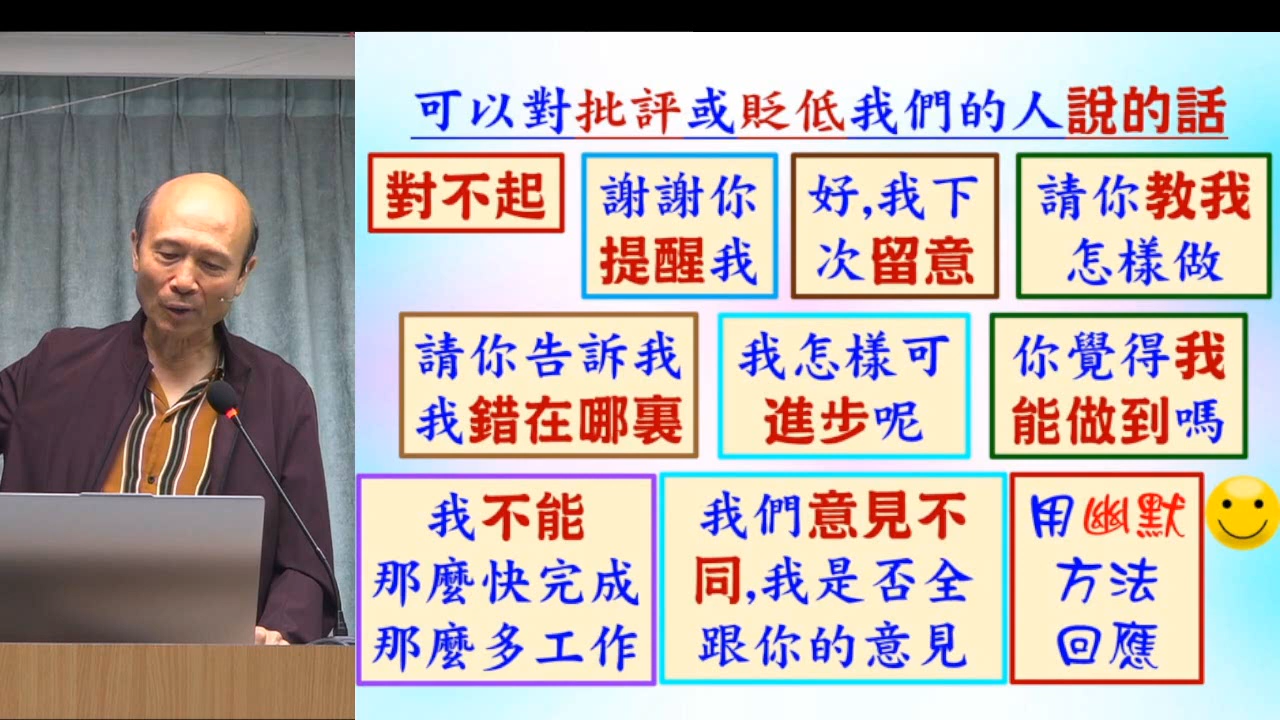 可以對批評或貶低我們的人說的話
對不起
謝謝你
提醒我
好,我下
次留意
請你教我
怎樣做
請你告訴我
我錯在哪裏
我怎樣可
進步呢
你覺得我
能做到嗎
我不能
那麼快完成
那麼多工作
我們意見不
同,我是否全
跟你的意見
用幽默
方法
回應